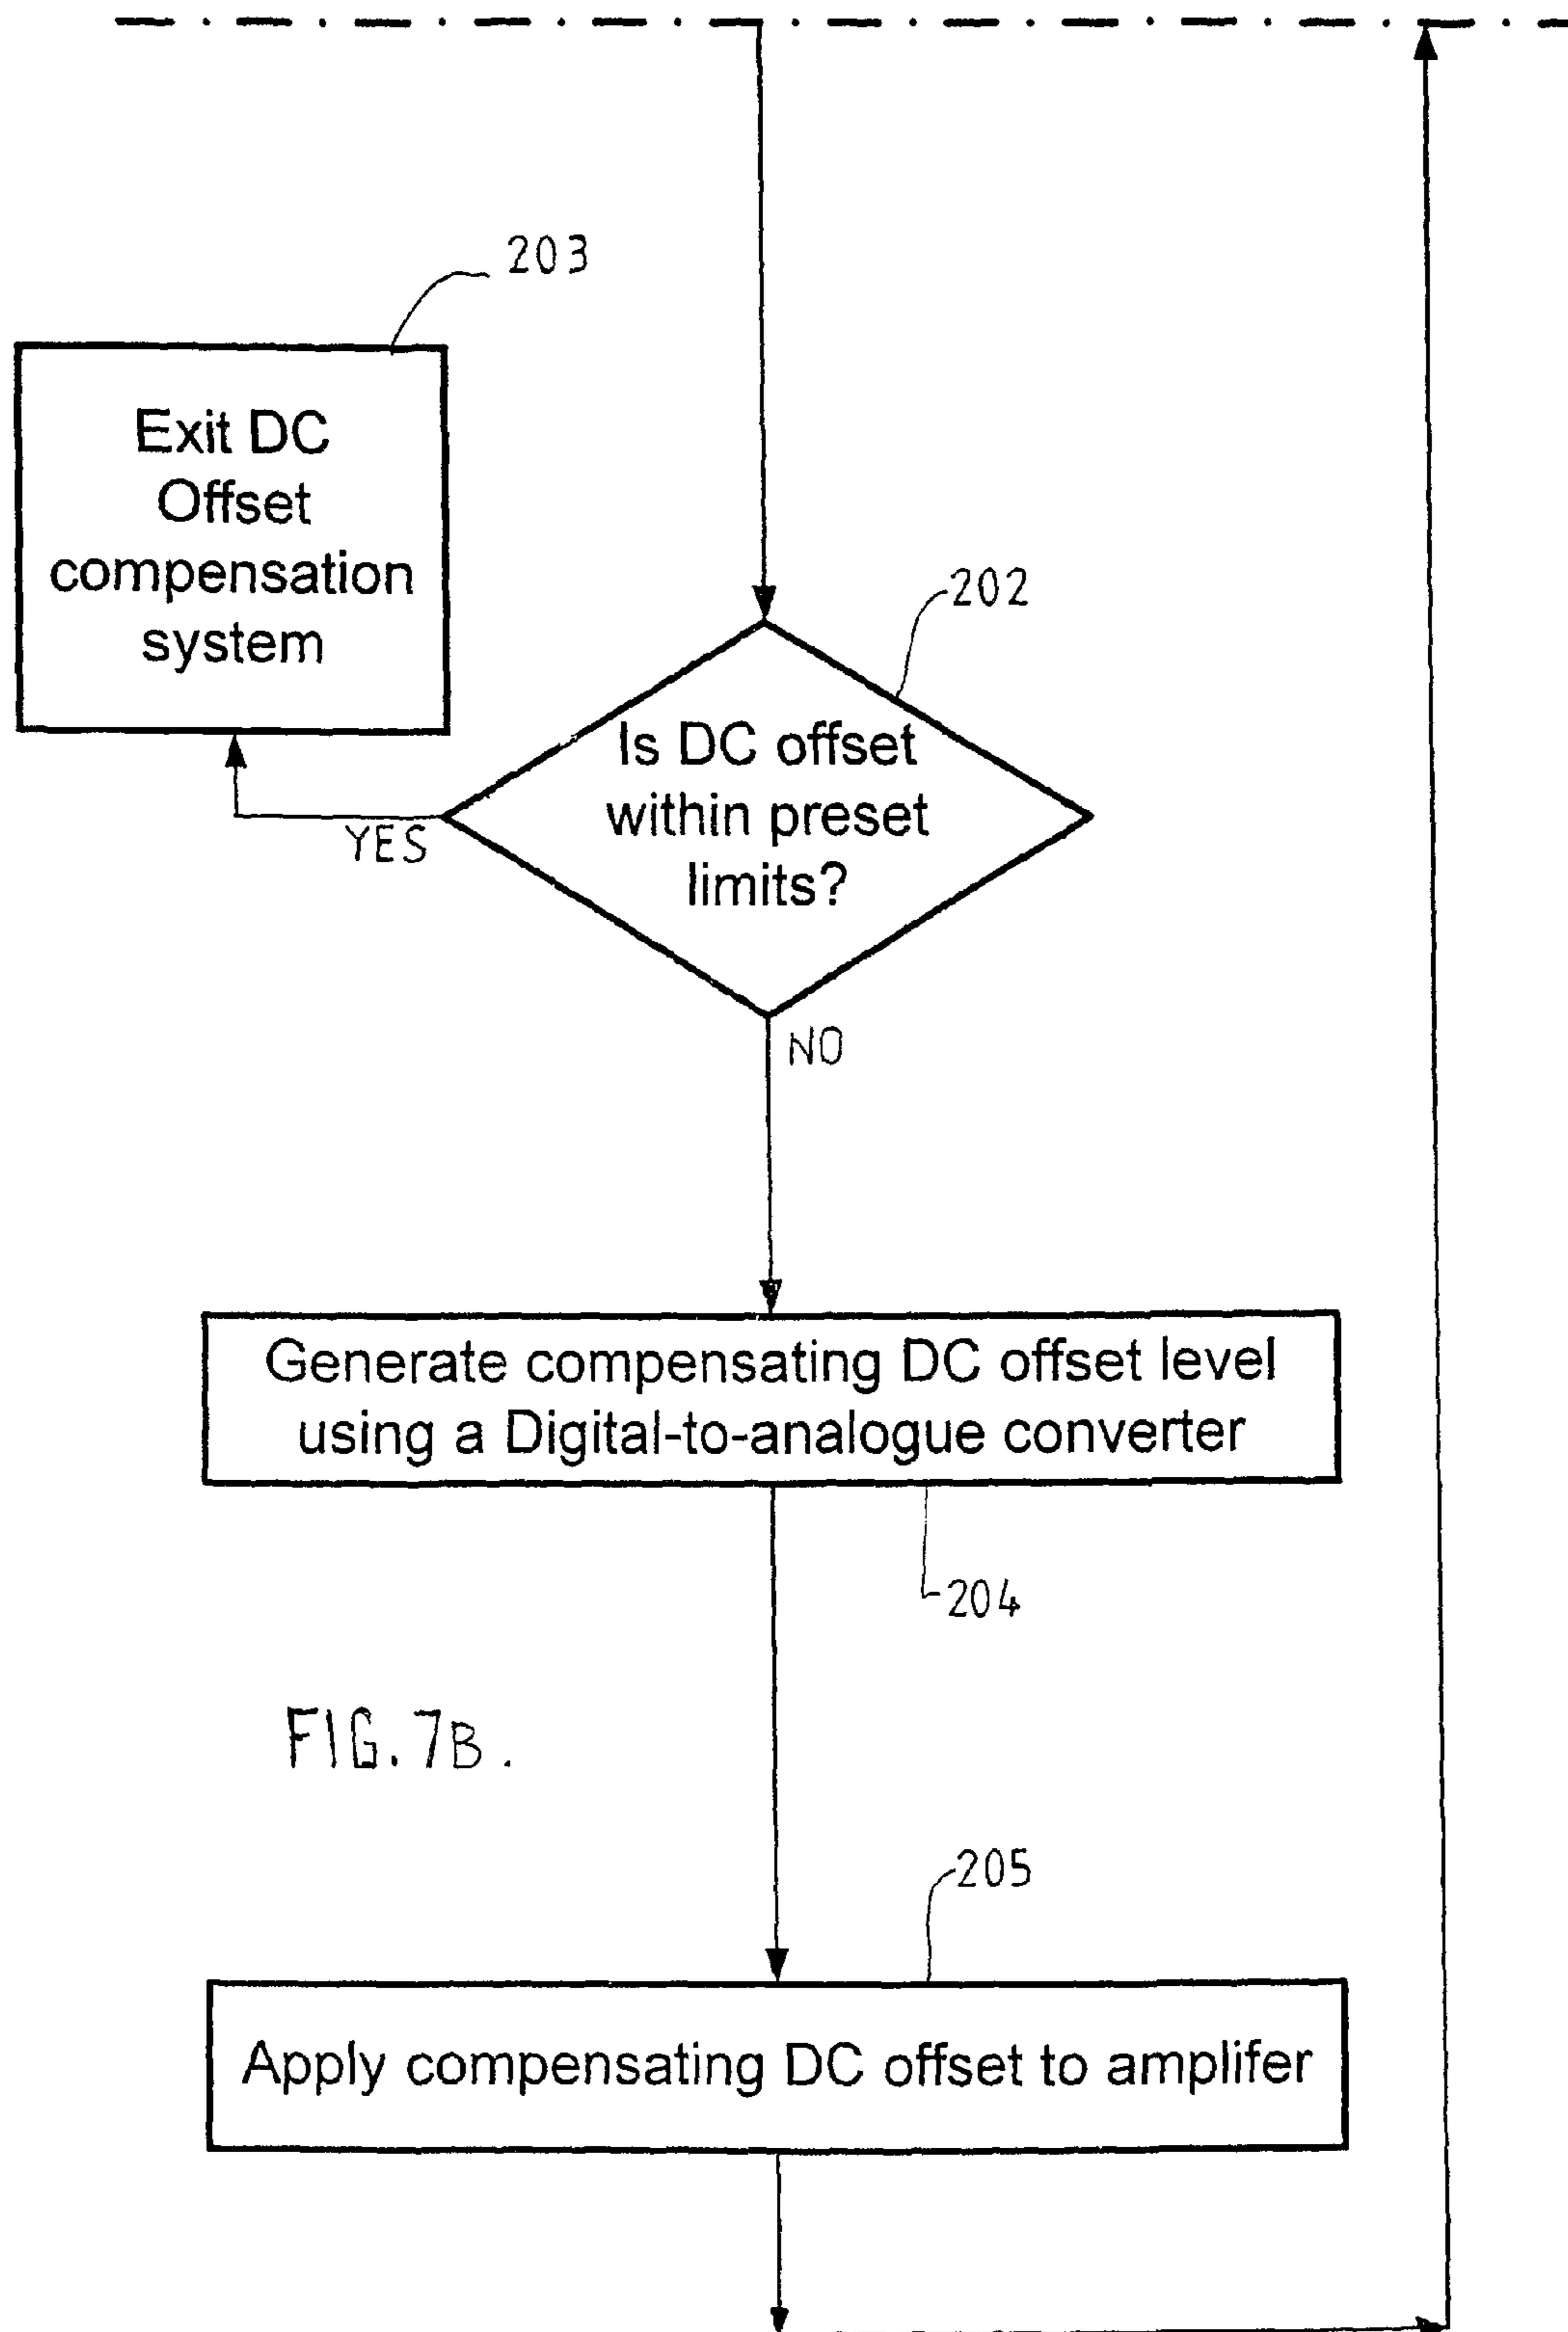 203
Exit DC
Offset
compensation
system
202
Is DC offset
within preset
limits?
YES
NO
Generate compensating DC offset level
using a Digital-to-analogue converter
204
FIG. 7B.
205
Apply compensating DC offset to amplifer